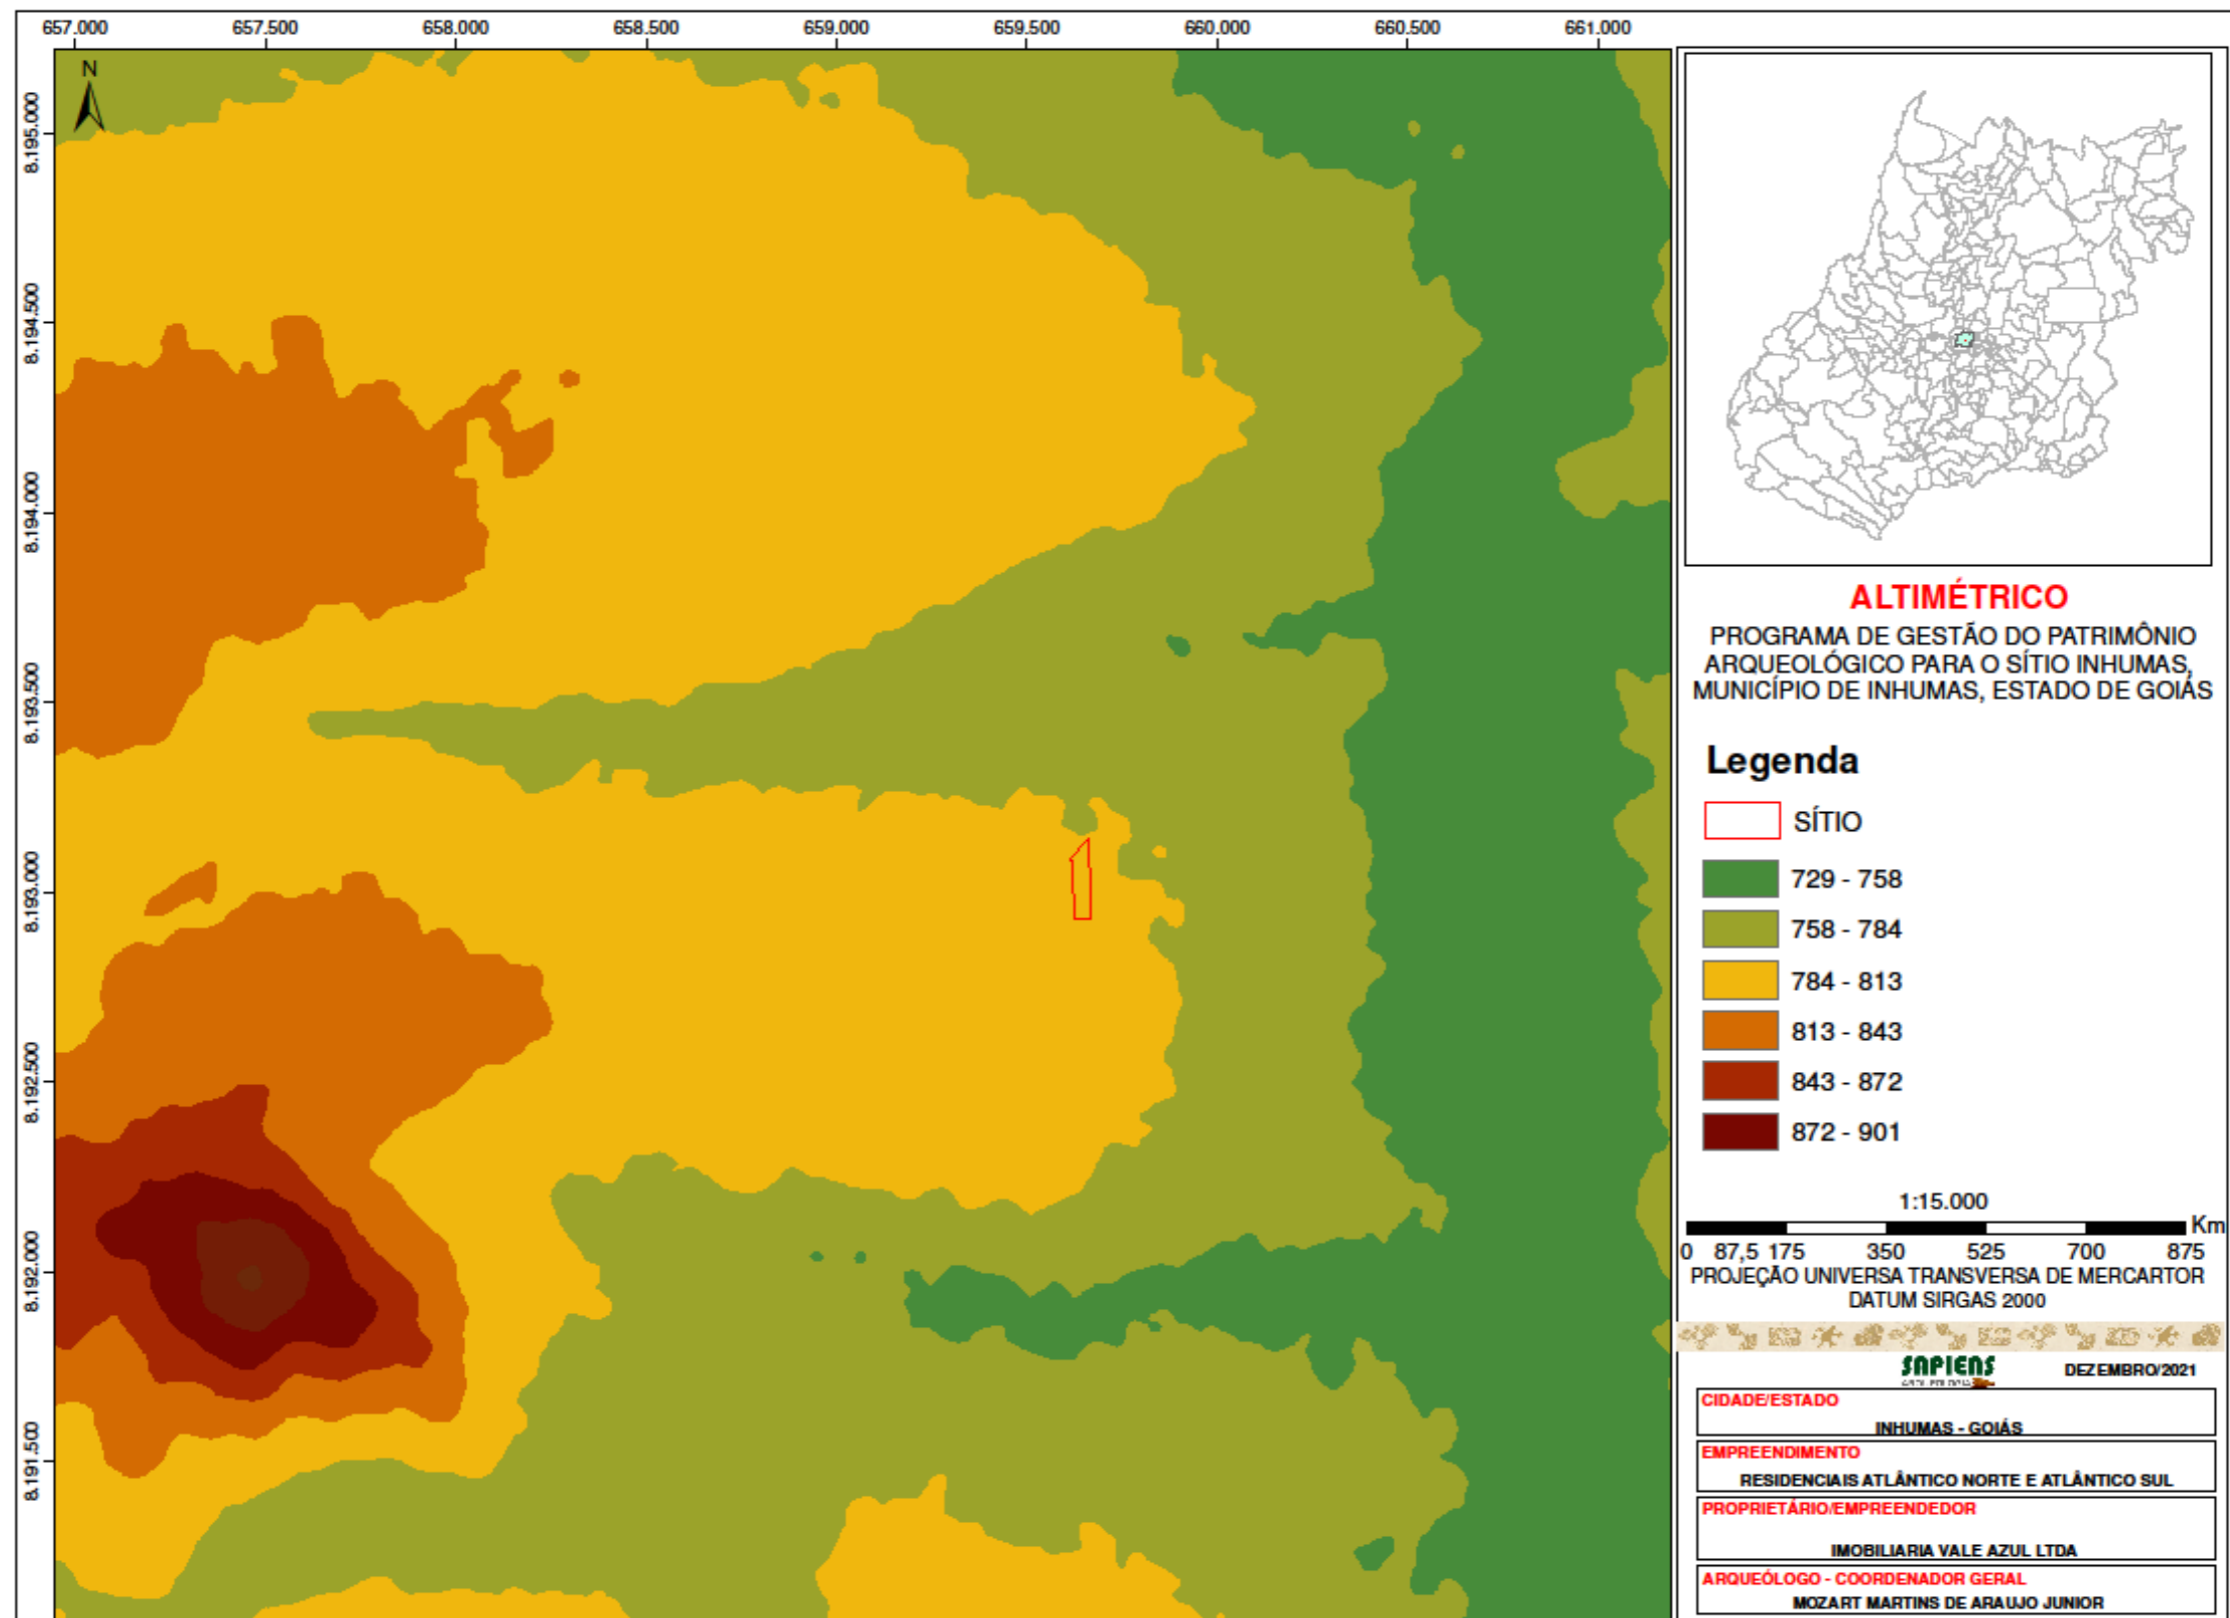 657.000 657.500 658.000 658.500 659.000 659.500 660.000 660.500 661.000
N
8.195.000
8.194.500
8.194.000
8.193.500
8.193.000
8.192.500
8.192.000
8.191.500
ALTIMÉTRICO
PROGRAMA DE GESTÃO DO PATRIMÔNIO
ARQUEOLÓGICO PARA O SÍTIO INHUMAS,
MUNICÍPIO DE INHUMAS, ESTADO DE GOIÁS
Legenda
SÍTIO
729 - 758
758 - 784
784 - 813
813 - 843
843 - 872
872 - 901
1:15.000
Km
0 87,5 175 350 525 700 875
PROJEÇÃO UNIVERSA TRANSVERSA DE MERCARTOR
DATUM SIRGAS 2000
SAPIENS
DEZEMBRO/2021
CIDADE/ESTADO
INHUMAS - GOIÁS
EMPREENDIMENTO
RESIDENCIAIS ATLÂNTICO NORTE E ATLÂNTICO SUL
PROPRIETÁRIO/EMPREENDEDOR
IMOBILIARIA VALE AZUL LTDA
ARQUEÓLOGO - COORDENADOR GERAL
MOZART MARTINS DE ARAUJO JUNIOR